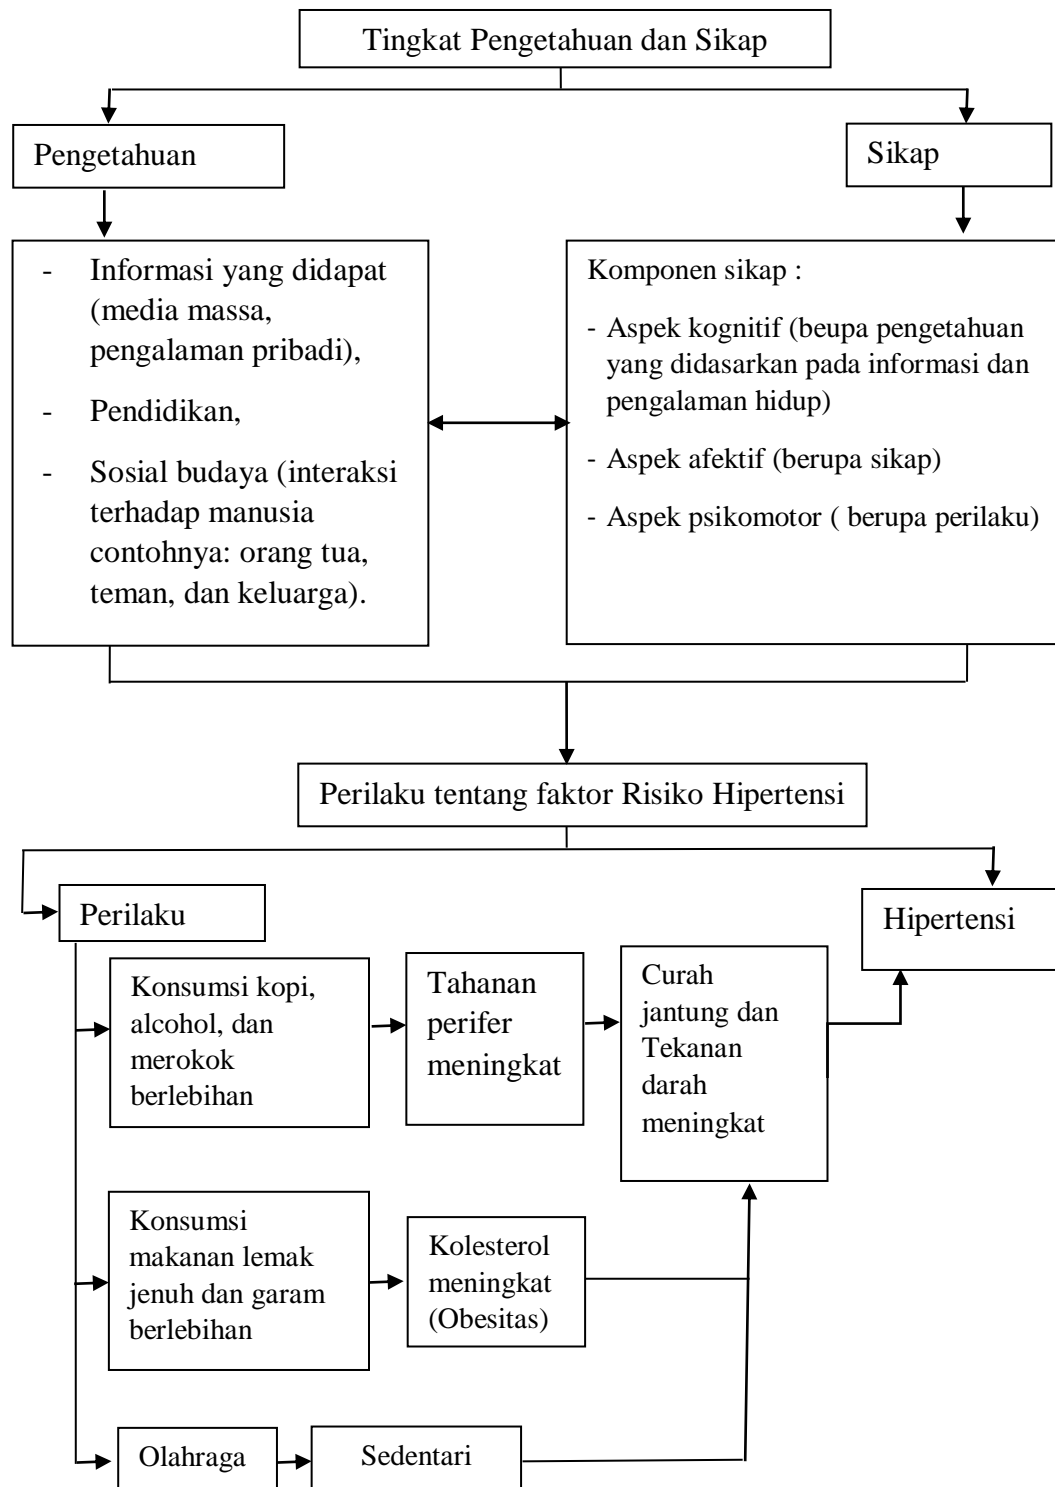 Tingkat Pengetahuan dan Sikap
Pengetahuan
Sikap
- Informasi yang didapat
(media massa,
pengalaman pribadi),
- Pendidikan,
- Sosial budaya (interaksi
terhadap manusia
contohnya: orang tua,
teman, dan keluarga).
Komponen sikap :
- Aspek kognitif (beupa pengetahuan
yang didasarkan pada informasi dan
pengalaman hidup)
- Aspek afektif (berupa sikap)
- Aspek psikomotor ( berupa perilaku)
Perilaku tentang faktor Risiko Hipertensi
Perilaku
Hipertensi
Konsumsi kopi,
alcohol, dan
merokok
berlebihan
Tahanan
perifer
meningkat
Curah
jantung dan
Tekanan
darah
meningkat
Konsumsi
makanan lemak
jenuh dan garam
berlebihan
Kolesterol
meningkat
(Obesitas)
Olahraga
Sedentari